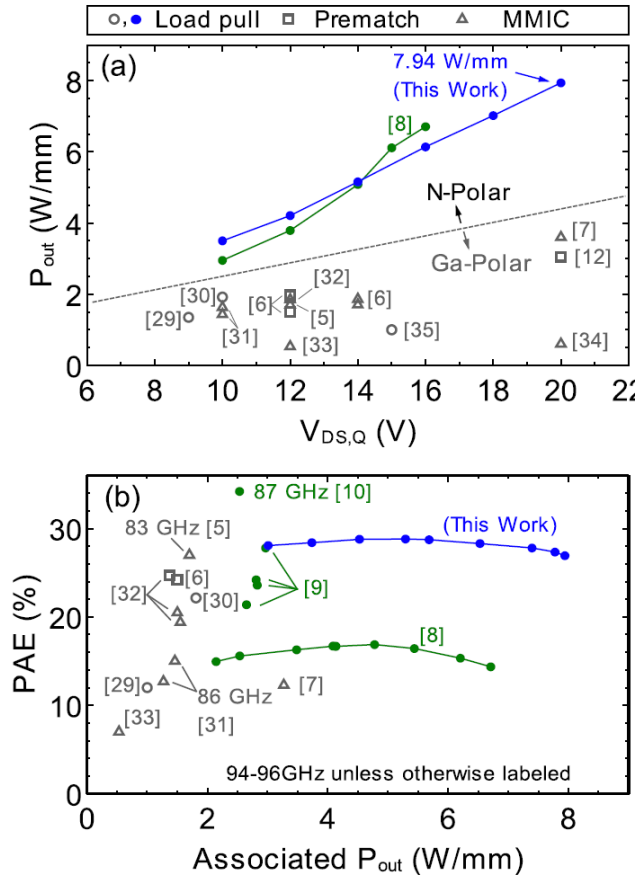 Load pull Prematch MMIC
(a)
7.94 W/mm
(This Work)
[8]
N-Polar
Ga-Polar
[7]
[12]
[30]
[32]
[6]
[6]
[29]
[31]
[5]
[35]
[33]
[34]
8
6
4
2
0
P_out (W/mm)
6 8 10 12 14 16 18 20 22
V_DS,Q (V)
(b)
87 GHz [10]
83 GHz [5]
(This Work)
[6]
[9]
[32]
[30]
[8]
[29]
86 GHz
[7]
[33]
[31]
94-96GHz unless otherwise labeled
30
20
10
0
PAE (%)
0 2 4 6 8
Associated P_out (W/mm)